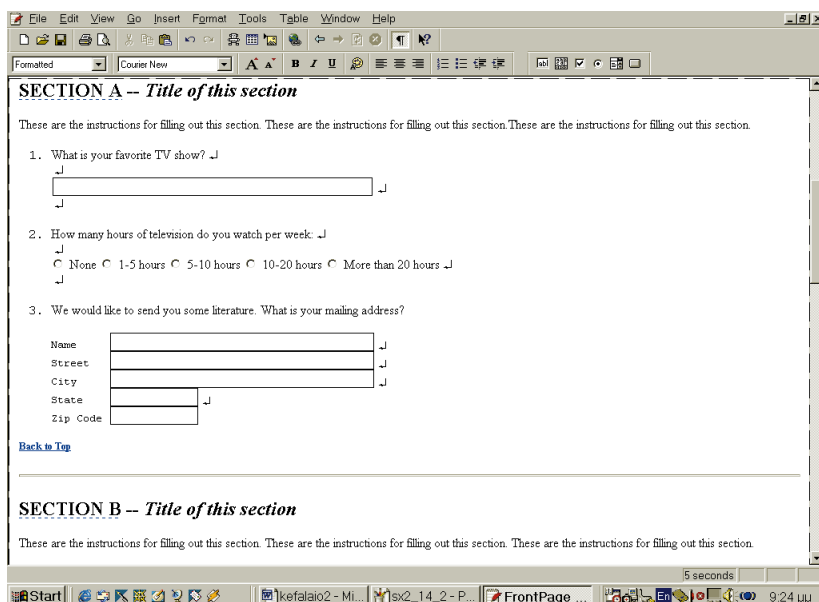 File Edit View Go Insert Format Tools Table Window Help
Formatted Courier New A A B I U
SECTION A -- Title of this section
These are the instructions for filling out this section. These are the instructions for filling out this section.These are the instructions for filling out this section.
1. What is your favorite TV show?
2. How many hours of television do you watch per week:
None 1-5 hours 5-10 hours 10-20 hours More than 20 hours
3. We would like to send you some literature. What is your mailing address?
Name
Street
City
State
Zip Code
Back to Top
SECTION B -- Title of this section
These are the instructions for filling out this section. These are the instructions for filling out this section. These are the instructions for filling out this section.
5 seconds
Start kefalaio2 - Mi... sx2_14_2 - P... FrontPage ... En 9:24 μμ